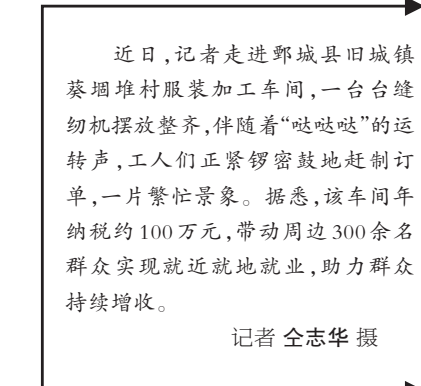 近日,记者走进鄄城县旧城镇
葵堌堆村服装加工车间,一台台缝
纫机摆放整齐,伴随着“哒哒哒”的运
转声,工人们正紧锣密鼓地赶制订
单,一片繁忙景象。据悉,该车间年
纳税约100万元,带动周边300余名
群众实现就近就地就业,助力群众
持续增收。
记者 仝志华 摄